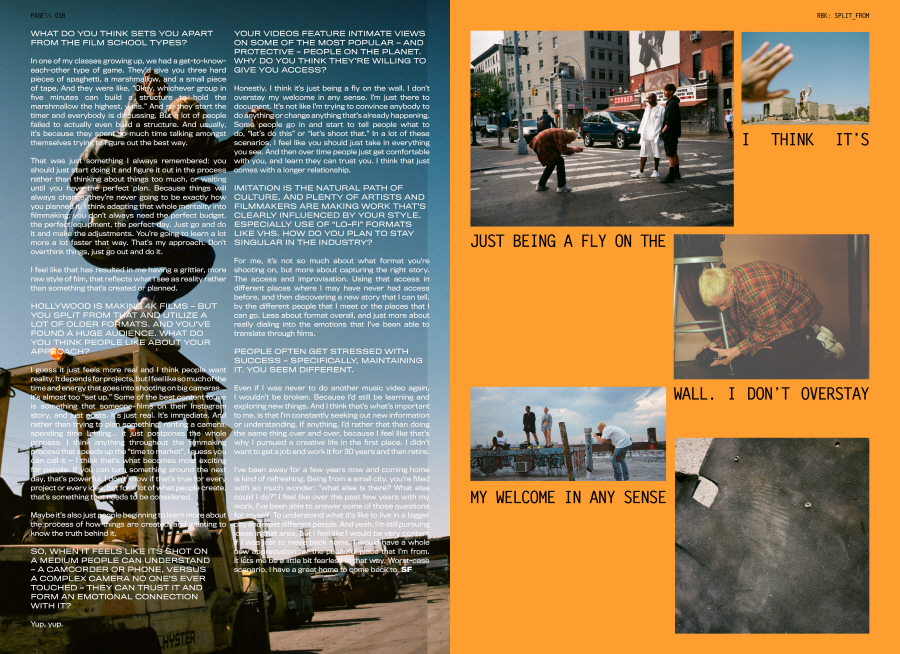 PAGE\\ 038
WHAT DO YOU THINK SETS YOU APART
FROM THE FILM SCHOOL TYPES?
In one of my classes growing up, we had a get-to-know-
each-other type of game. They'd give you three hard
pieces of spaghetti, a marshmallow, and a small piece
of tape. And they were like, "Okay, whichever group in
five minutes can build a structure to hold the
marshmallow the highest, wins." And so they start the
timer and everybody is discussing. But a lot of people
failed to actually even build a structure. And usually,
it's because they spent so much time talking amongst
themselves trying to figure out the best way.
That was just something I always remembered: you
should just start doing it and figure it out in the process
rather than thinking about things too much, or waiting
until you have the perfect plan. Because things will
always change, they're never going to be exactly how
you planned it. I think adapting that whole mentality into
filmmaking: you don't always need the perfect budget,
the perfect equipment, the perfect day. Just go and do
it and make the adjustments. You're going to learn a lot
more a lot faster that way. That's my approach. Don't
overthink things, just go out and do it.
I feel like that has resulted in me having a grittier, more
raw style of film, that reflects what I see as reality rather
than something that's created or planned.
HOLLYWOOD IS MAKING 4K FILMS – BUT
YOU SPLIT FROM THAT AND UTILIZE A
LOT OF OLDER FORMATS. AND YOU'VE
FOUND A HUGE AUDIENCE. WHAT DO
YOU THINK PEOPLE LIKE ABOUT YOUR
APPROACH?
I guess it just feels more real and I think people want
reality. It depends for projects, but I feel like so much of the
time and energy that goes into shooting on big cameras...
it's almost too "set up." Some of the best content to me
is something that someone films on their Instagram
story, and just posts. It's just real. It's immediate. And
rather than trying to plan something, renting a camera,
spending time lighting... it just postpones the whole
process. I think anything throughout the filmmaking
process that speeds up the "time to market", I guess you
can call it – I think that's what becomes most exciting
for people. If you can turn something around the next
day, that's powerful. I don't know if that's true for every
project or every idea, but for a lot of what people create,
that's something that needs to be considered.
Maybe it's also just people beginning to learn more about
the process of how things are created, and wanting to
know the truth behind it.
SO, WHEN IT FEELS LIKE ITS SHOT ON
A MEDIUM PEOPLE CAN UNDERSTAND
– A CAMCORDER OR PHONE, VERSUS
A COMPLEX CAMERA NO ONE'S EVER
TOUCHED – THEY CAN TRUST IT AND
FORM AN EMOTIONAL CONNECTION
WITH IT?
Yup, yup.
YOUR VIDEOS FEATURE INTIMATE VIEWS
ON SOME OF THE MOST POPULAR – AND
PROTECTIVE – PEOPLE ON THE PLANET.
WHY DO YOU THINK THEY'RE WILLING TO
GIVE YOU ACCESS?
Honestly, I think it's just being a fly on the wall. I don't
overstay my welcome in any sense. I'm just there to
document. It's not like I'm trying to convince anybody to
do anything or change anything that's already happening.
Some people go in and start to tell people what to
do, "let's do this" or "let's shoot that." In a lot of these
scenarios, I feel like you should just take in everything
you see. And then over time people just get comfortable
with you, and learn they can trust you. I think that just
comes with a longer relationship.
IMITATION IS THE NATURAL PATH OF
CULTURE, AND PLENTY OF ARTISTS AND
FILMMAKERS ARE MAKING WORK THAT'S
CLEARLY INFLUENCED BY YOUR STYLE,
ESPECIALLY USE OF "LO-FI" FORMATS
LIKE VHS. HOW DO YOU PLAN TO STAY
SINGULAR IN THE INDUSTRY?
For me, it's not so much about what format you're
shooting on, but more about capturing the right story.
The access and improvisation. Using that access in
different places where I may have never had access
before, and then discovering a new story that I can tell,
by the different people that I meet or the places that I
can go. Less about format overall, and just more about
really dialing into the emotions that I've been able to
translate through films.
PEOPLE OFTEN GET STRESSED WITH
SUCCESS – SPECIFICALLY, MAINTAINING
IT. YOU SEEM DIFFERENT.
Even if I was never to do another music video again,
I wouldn't be broken. Because I'd still be learning and
exploring new things. And I think that's what's important
to me, is that I'm constantly seeking out new information
or understanding. If anything, I'd rather that than doing
the same thing over and over, because I feel like that's
why I pursued a creative life in the first place. I didn't
want to get a job and work it for 30 years and then retire.
I've been away for a few years now and coming home
is kind of refreshing. Being from a small city, you're filled
with so much wonder: "what else is there? What else
could I do?" I feel like over the past few years with my
work, I've been able to answer some of those questions
for myself. To understand what it's like to live in a bigger
city and meet different people. And yeah, I'm still pursuing
ideas in that area, but I feel like I would be very content
if I was just to move back home. I would have a whole
new appreciation for the peaceful place that I'm from.
It lets me be a little bit fearless in that way. Worst-case
scenario, I have a great home to come back to. SF
HYSTER
RBK: SPLIT_FROM
CORNER
I THINK IT'S
JUST BEING A FLY ON THE
WALL. I DON'T OVERSTAY
MY WELCOME IN ANY SENSE